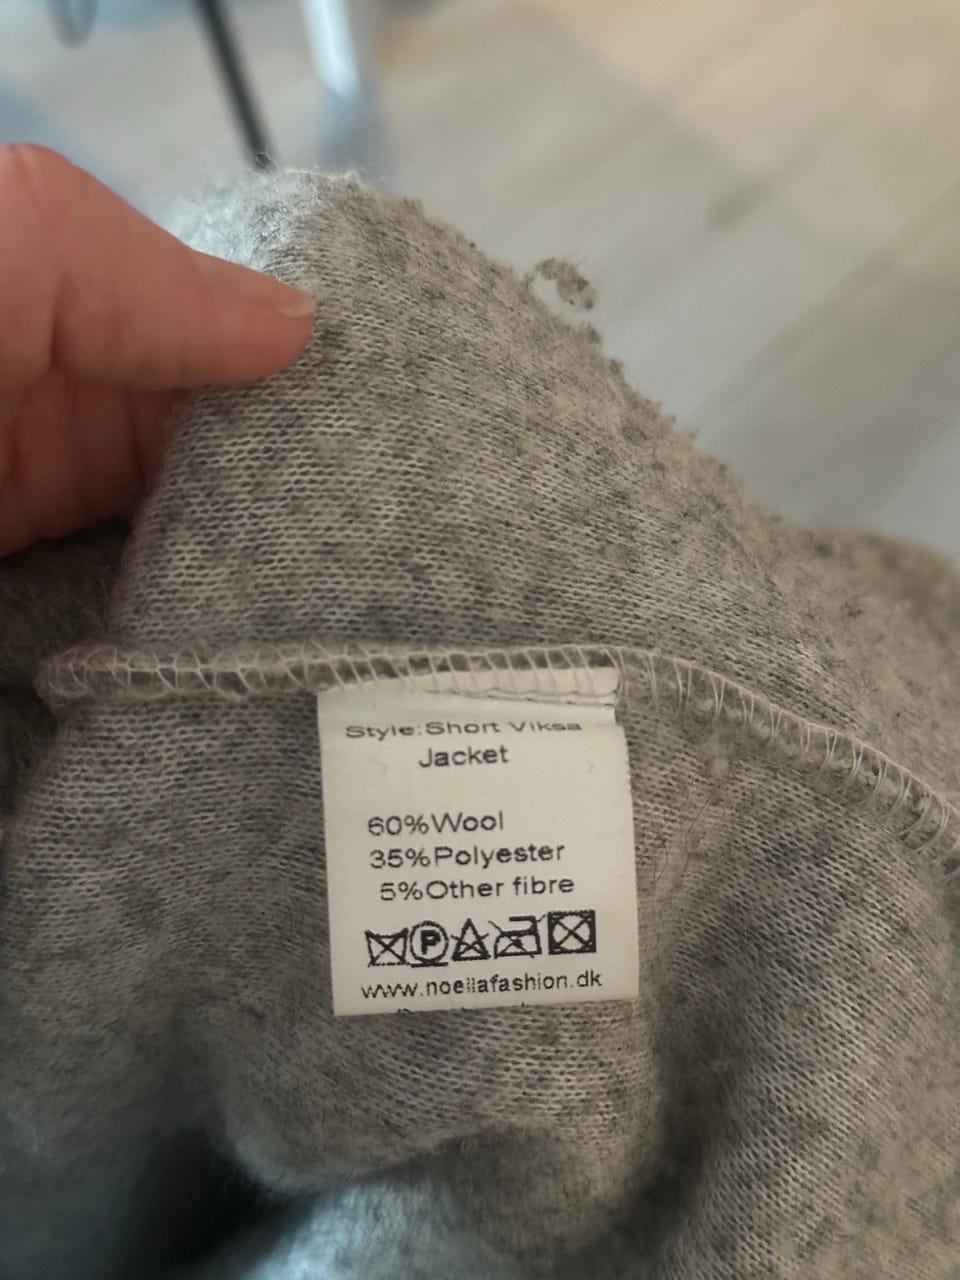 Style:Short Viksa
Jacket
60%Wool
35%Polyester
5%Other fibre
P
www.noellafashion.dk